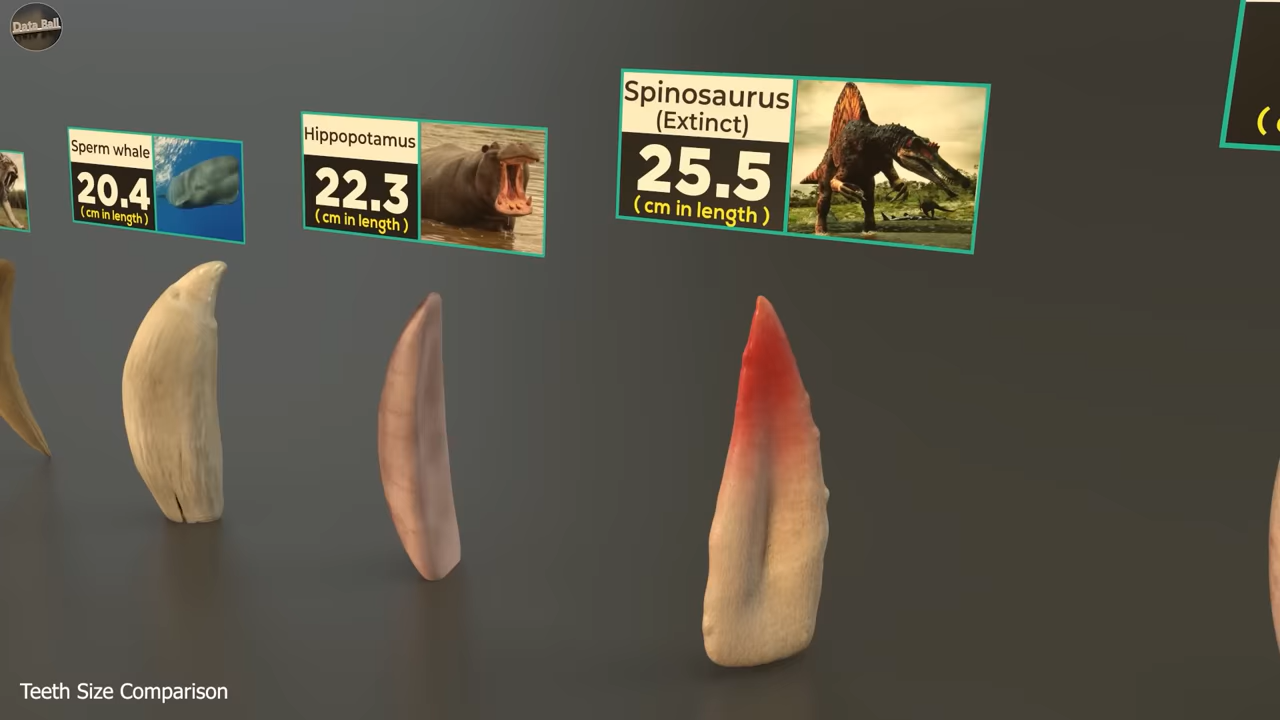 Data Ball
Sperm whale
20.4
( cm in length )
Hippopotamus
22.3
( cm in length )
Spinosaurus
(Extinct)
25.5
( cm in length )
Teeth Size Comparison